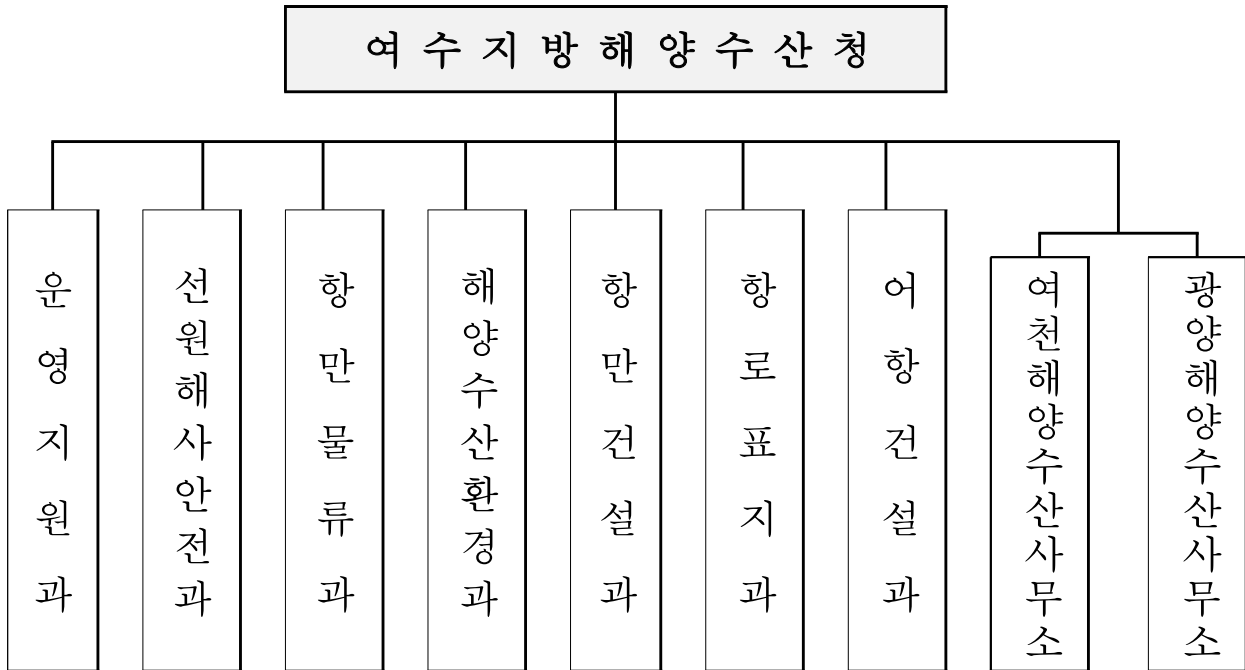 여수지방해양수산청
운영지원과
선원해사안전과
항만물류과
해양수산환경과
항만건설과
항로표지과
어항건설과
여천해양수산사무소
광양해양수산사무소